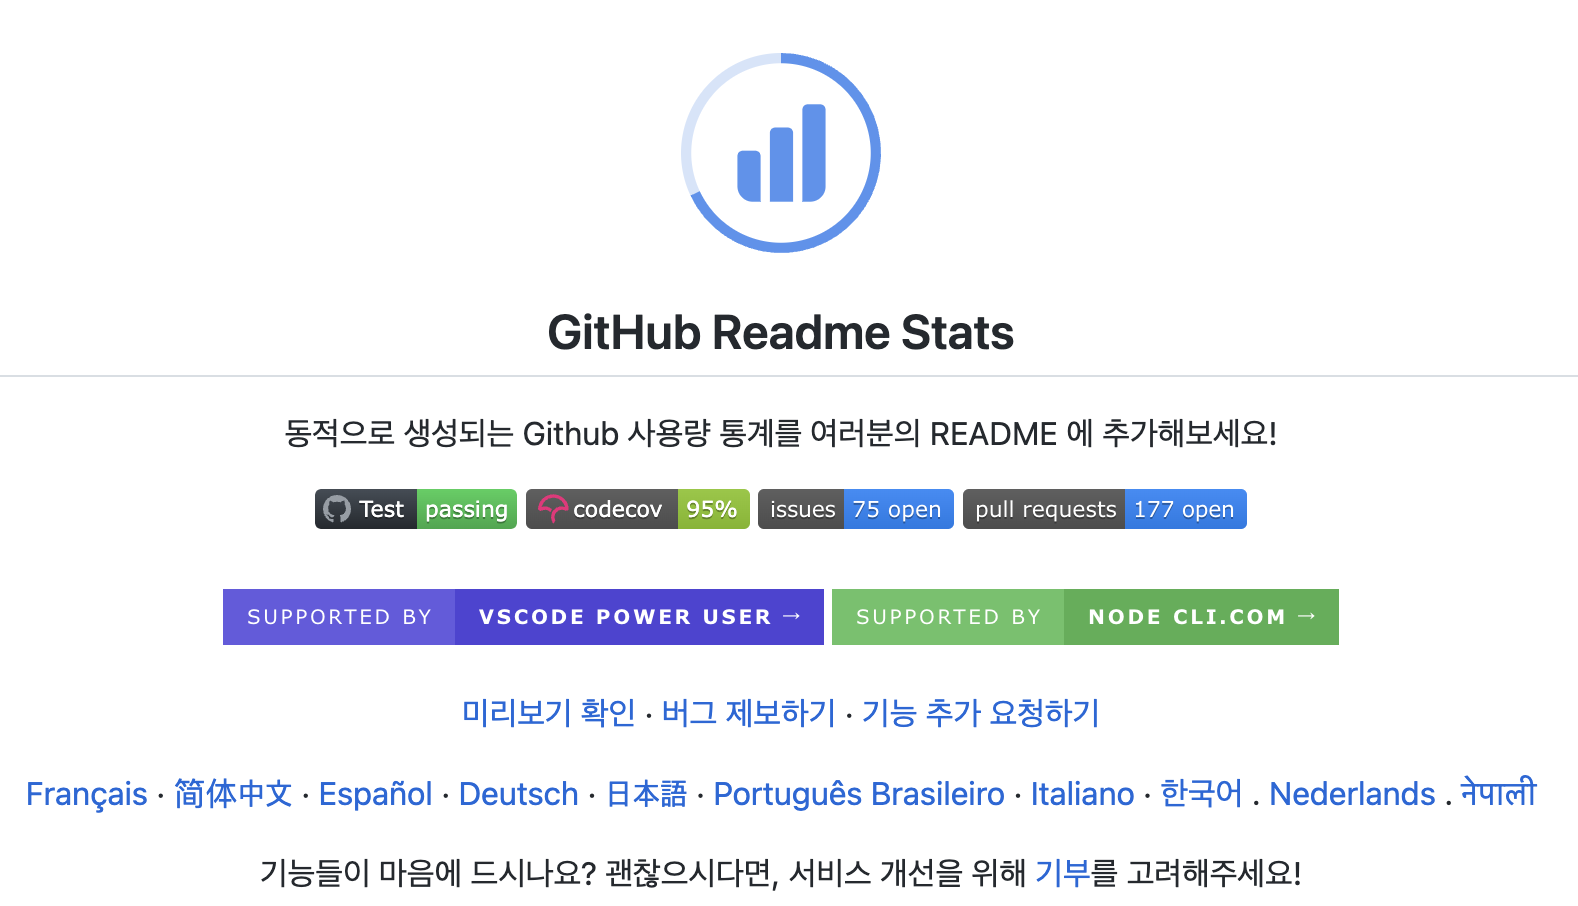 GitHub Readme Stats
동적으로 생성되는 Github 사용량 통계를 여러분의 README 에 추가해보세요!
Test passing codecov 95% issues 75 open pull requests 177 open
SUPPORTED BY VSCODE POWER USER → SUPPORTED BY NODE CLI.COM →
미리보기 확인 · 버그 제보하기 · 기능 추가 요청하기
Français · 简体中文 · Español · Deutsch · 日本語 · Português Brasileiro · Italiano · 한국어 . Nederlands . नेपाली
기능들이 마음에 드시나요? 괜찮으시다면, 서비스 개선을 위해 기부를 고려해주세요!